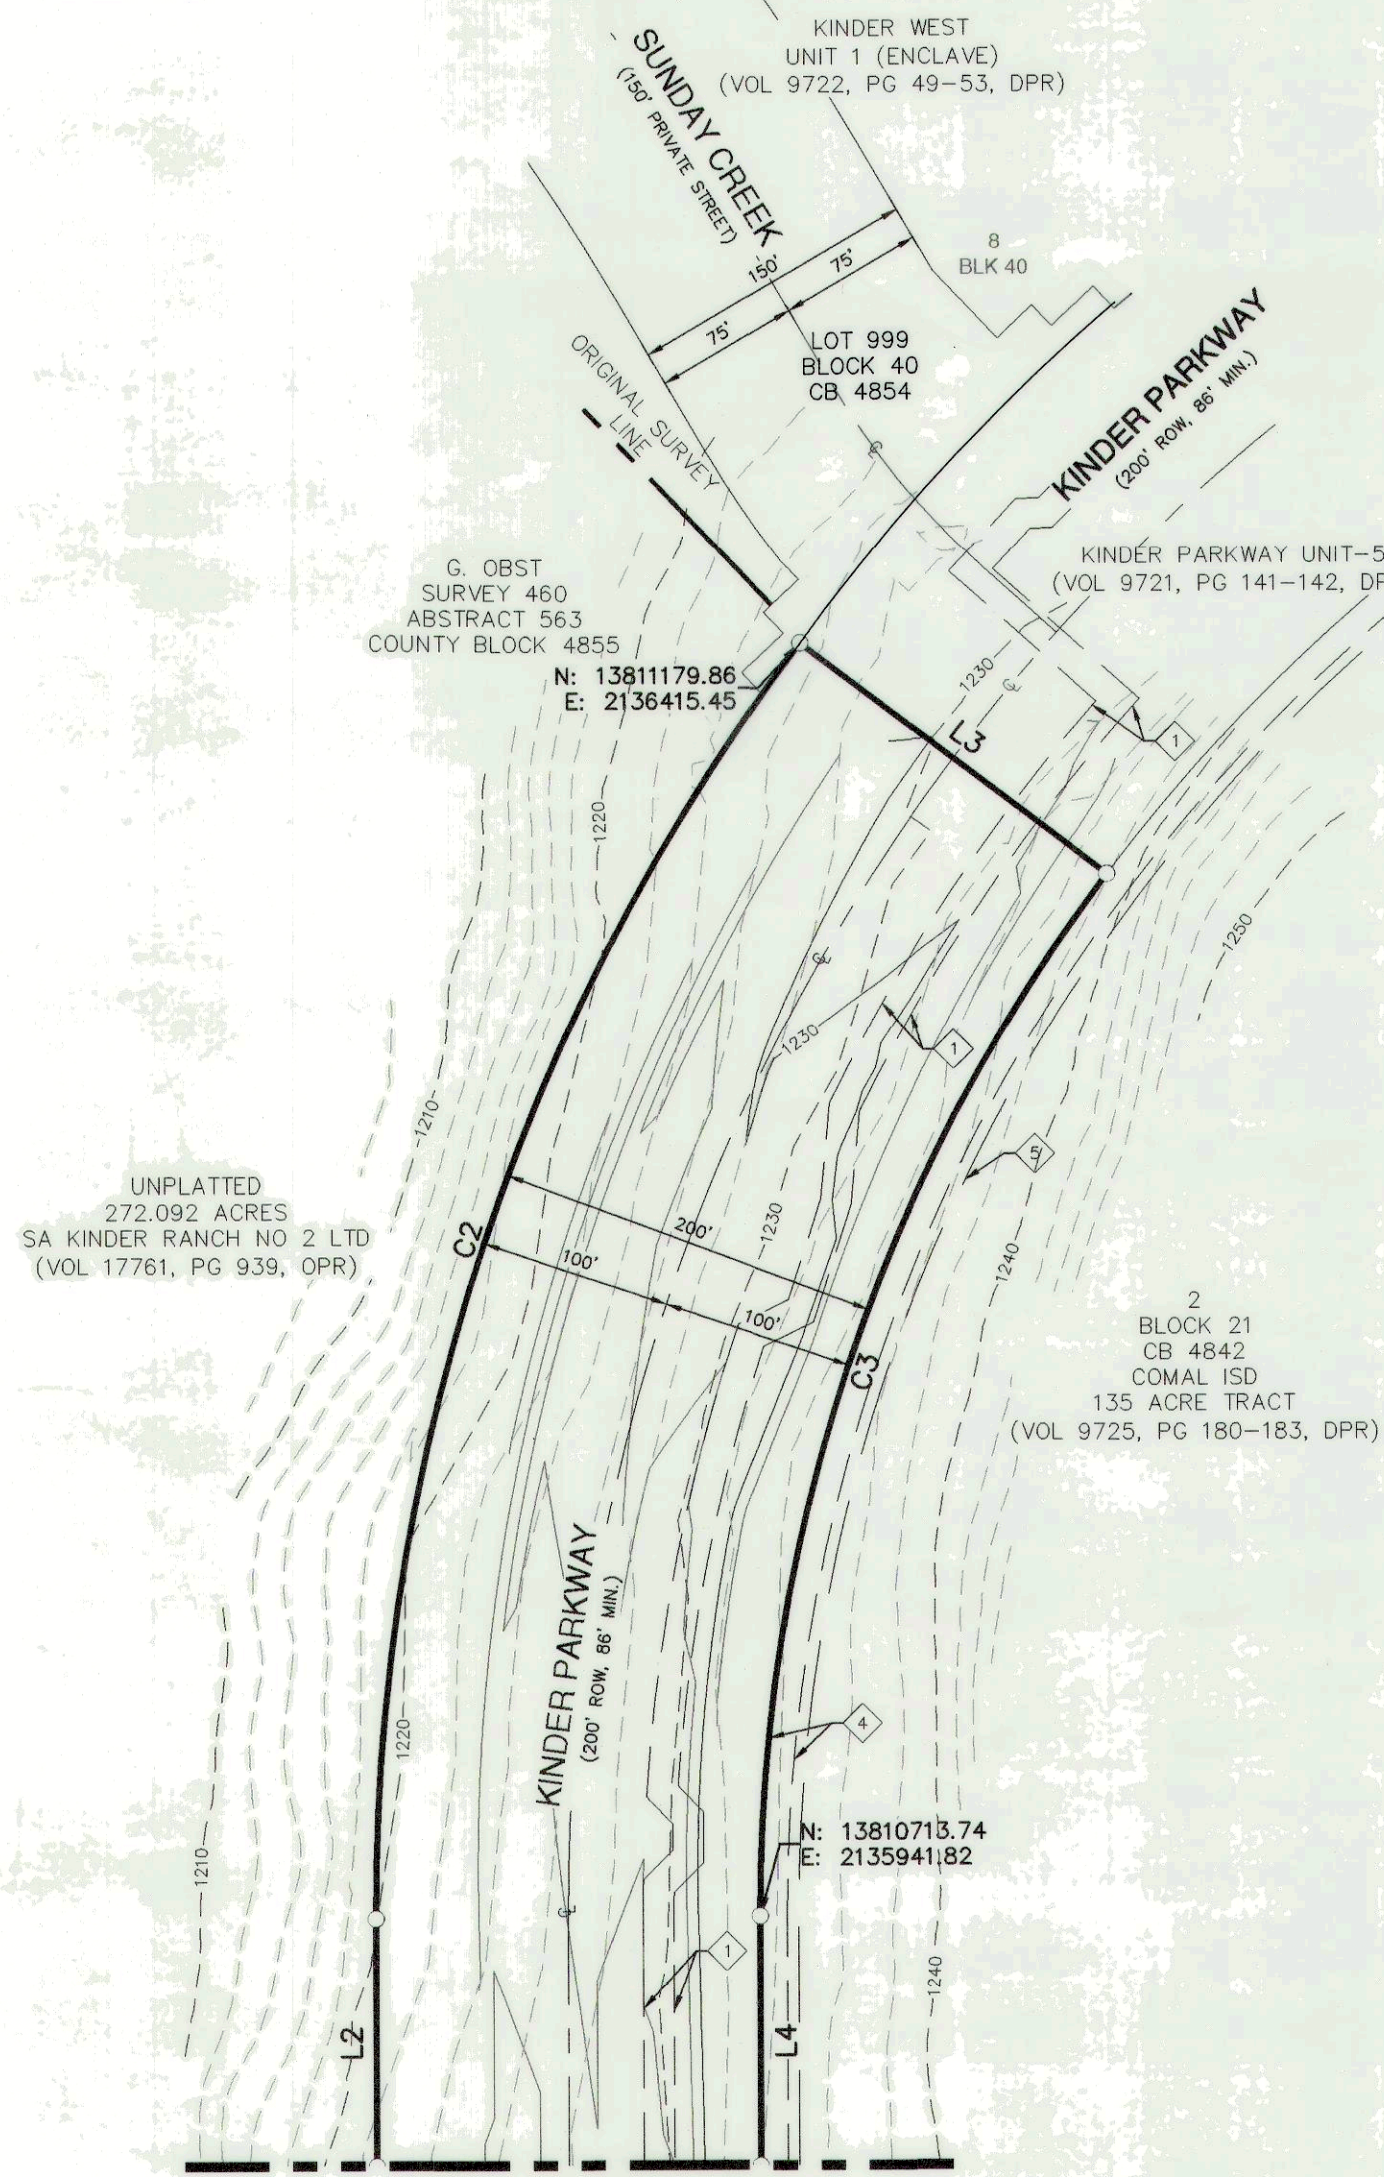 KINDER WEST
UNIT 1 (ENCLAVE)
(VOL 9722, PG 49-53, DPR)
SUNDAY CREEK
(150' PRIVATE STREET)
150'
75'
75'
8
BLK 40
LOT 999
BLOCK 40
CB 4854
ORIGINAL SURVEY
LINE
KINDER PARKWAY
(200' ROW, 86' MIN.)
KINDER PARKWAY UNIT-5
(VOL 9721, PG 141-142, DP
G. OBST
SURVEY 460
ABSTRACT 563
COUNTY BLOCK 4855
N: 13811179.86
E: 2136415.45
1230
L3
1
1220
1250
1230
1
1210
5
UNPLATTED
272.092 ACRES
SA KINDER RANCH NO 2 LTD
(VOL 17761, PG 939, OPR)
C2
200'
1230
100'
100'
1240
C3
2
BLOCK 21
CB 4842
COMAL ISD
135 ACRE TRACT
(VOL 9725, PG 180-183, DPR)
KINDER PARKWAY
(200' ROW, 86' MIN.)
1220
4
N: 13810713.74
E: 2135941.82
1210
1
1240
L2
L4